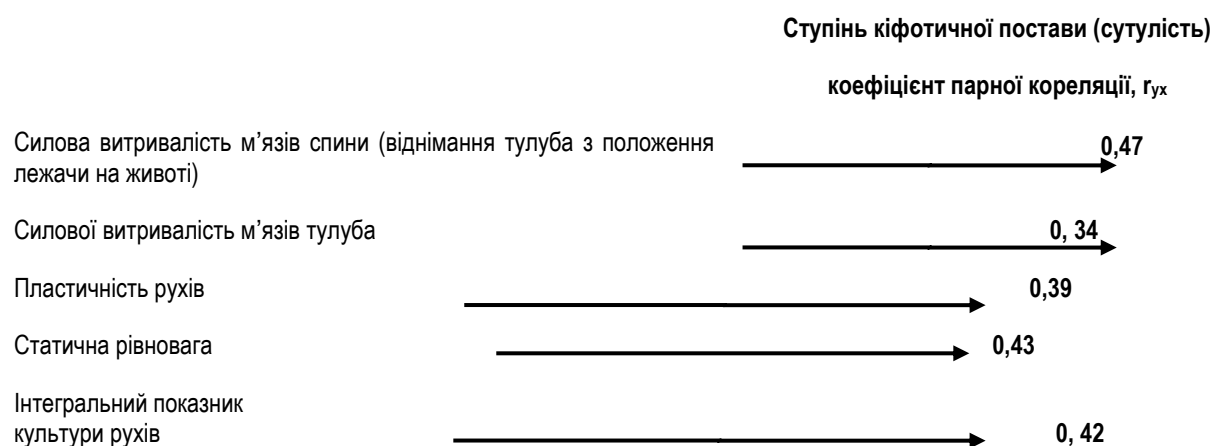 Ступінь кіфотичної постави (сутулість)
коефіцієнт парної кореляції, rух
Силова витривалість м’язів спини (віднімання тулуба з положення
лежачи на животі)
0,47
Силової витривалість м’язів тулуба
0, 34
Пластичність рухів
0,39
Статична рівновага
0,43
Інтегральний показник
культури рухів
0, 42